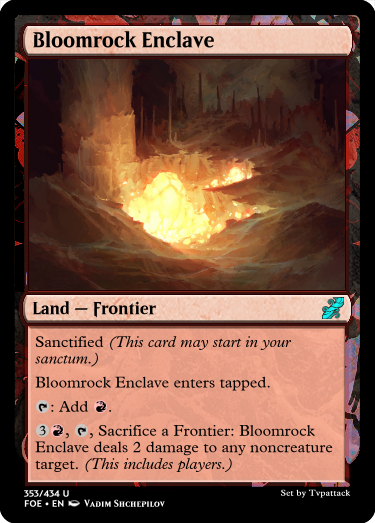 Bloomrock Enclave
Land — Frontier
Sanctified (This card may start in your
sanctum.)
Bloomrock Enclave enters tapped.
: Add .
3 , , Sacrifice a Frontier: Bloomrock
Enclave deals 2 damage to any noncreature
target. (This includes players.)
353/434 U
Set by Tvpattack
FOE • EN Vadim Shchepilov